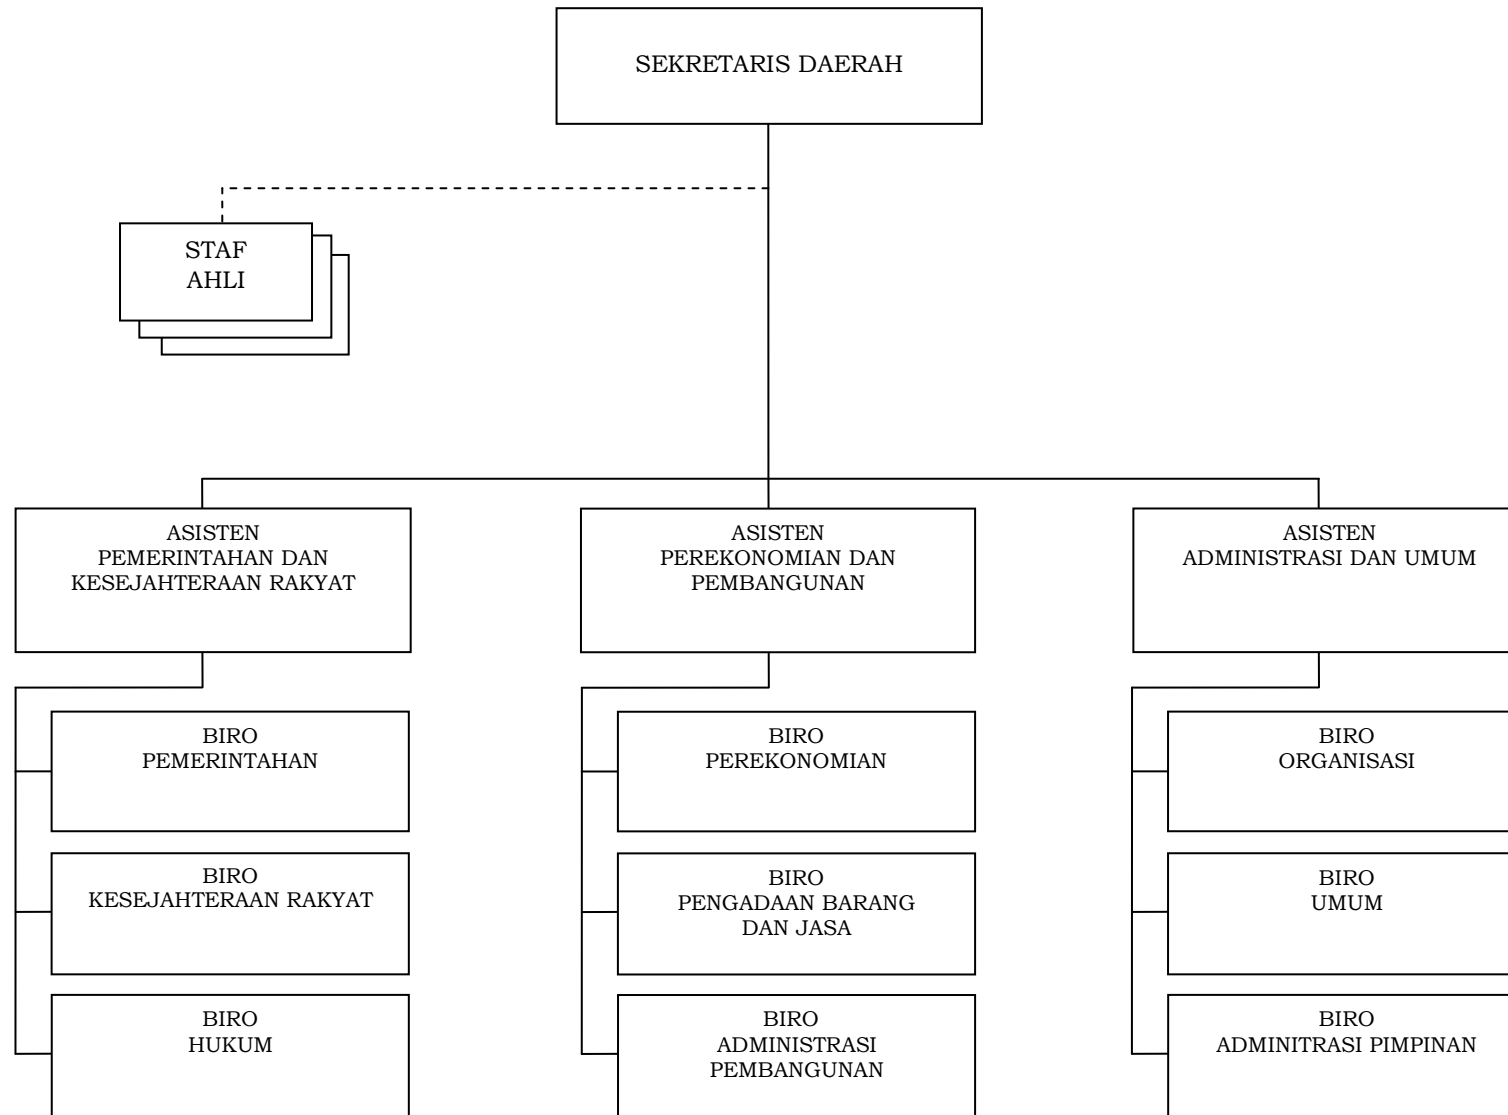 SEKRETARIS DAERAH
STAF
AHLI
ASISTEN
PEMERINTAHAN DAN
KESEJAHTERAAN RAKYAT
ASISTEN
PEREKONOMIAN DAN
PEMBANGUNAN
ASISTEN
ADMINISTRASI DAN UMUM
BIRO
PEMERINTAHAN
BIRO
PEREKONOMIAN
BIRO
ORGANISASI
BIRO
KESEJAHTERAAN RAKYAT
BIRO
PENGADAAN BARANG
DAN JASA
BIRO
UMUM
BIRO
HUKUM
BIRO
ADMINISTRASI
PEMBANGUNAN
BIRO
ADMINITRASI PIMPINAN